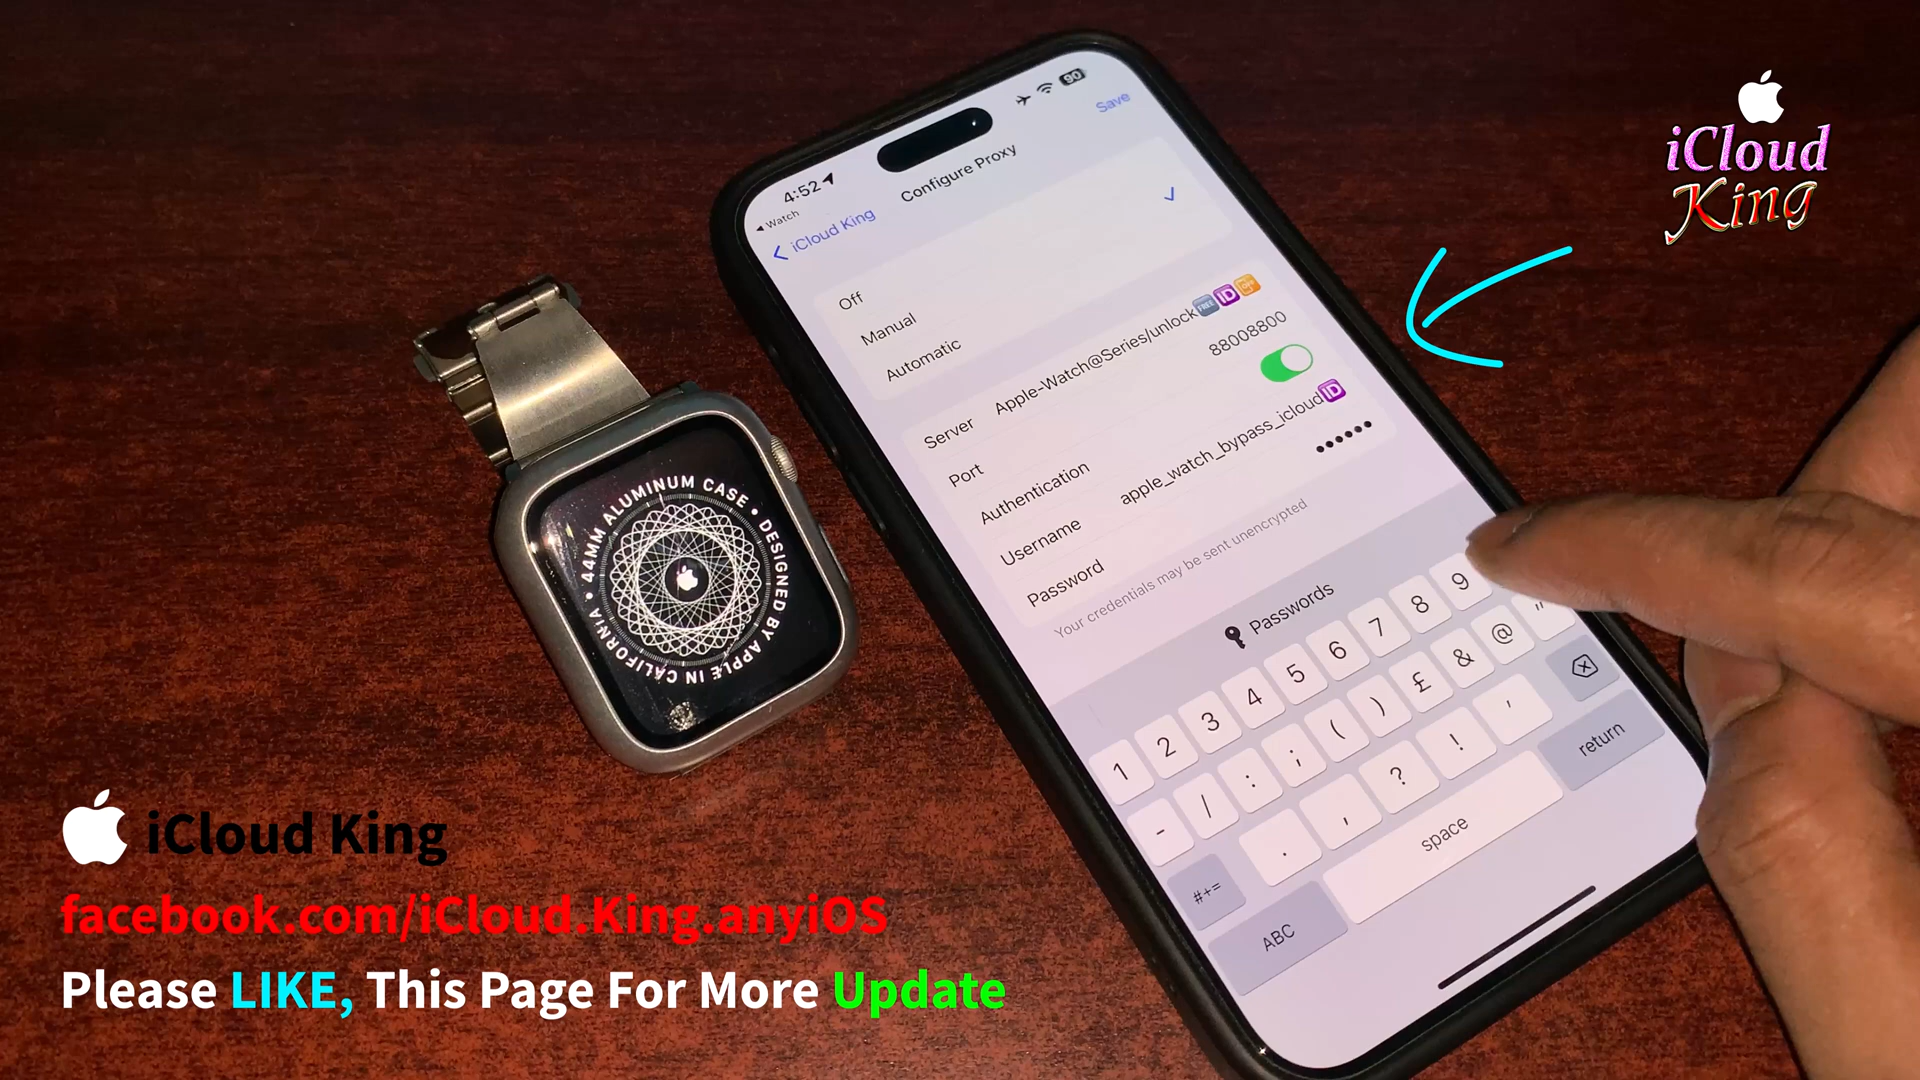 4:52
90
Watch
iCloud King
Configure Proxy
Save
Off
Manual
Automatic
Server Apple-Watch@Series/unlock🆓🆔📴
Port 88008800
Authentication
Username apple_watch_bypass_icloud🆔
Password ••••••
Your credentials may be sent unencrypted
Passwords
1 2 3 4 5 6 7 8 9
- / : ; ( ) £ & @ "
#+= . , ? ! '
ABC space return
44MM ALUMINUM CASE • DESIGNED BY APPLE IN CALIFORNIA •
iCloud
King
iCloud King
facebook.com/iCloud.King.anyiOS
Please LIKE, This Page For More Update